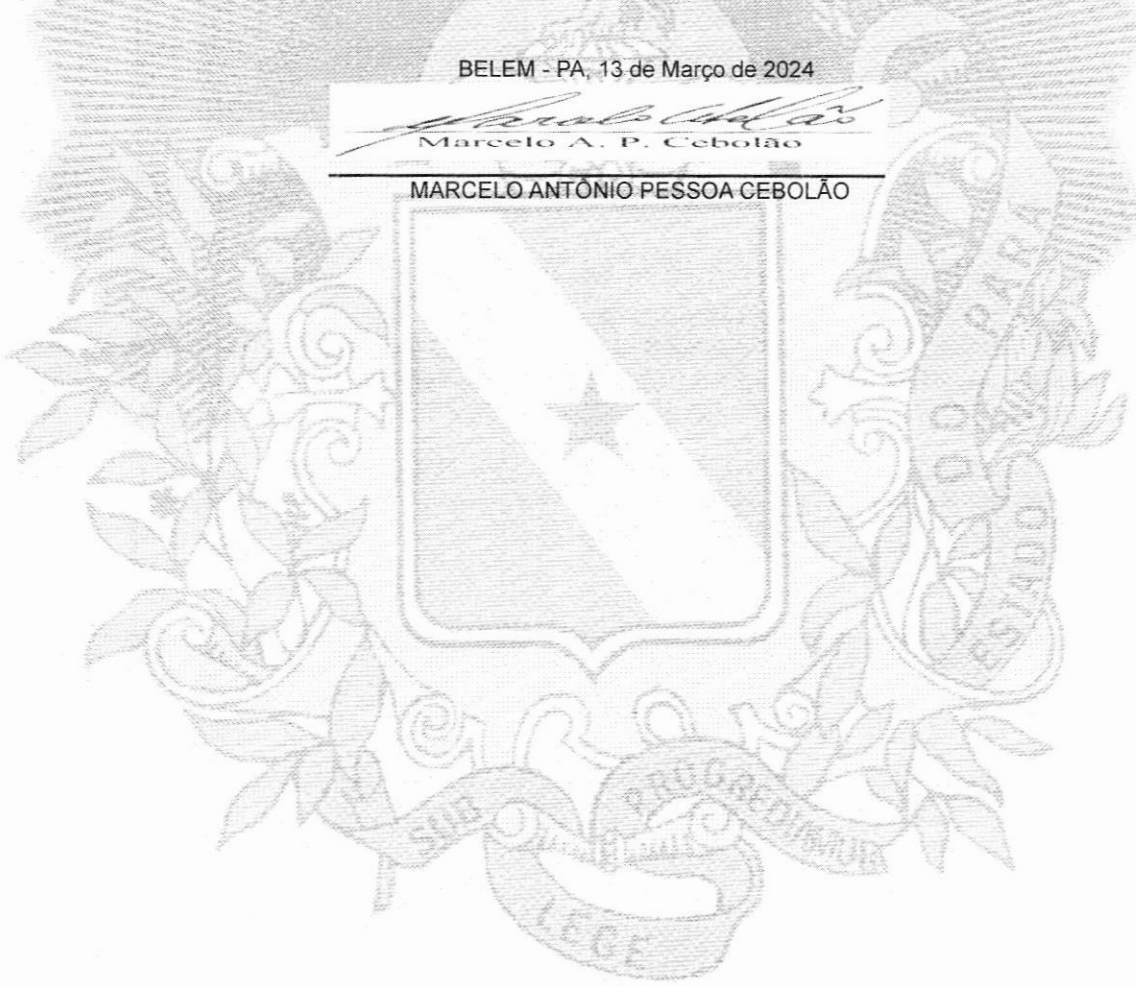 BELEM - PA, 13 de Março de 2024
Marcelo A. P. Cebolão
MARCELO ANTÔNIO PESSOA CEBOLÃO
ESTADO DO PARÁ
SUB LEGE PROGREDIAMUR